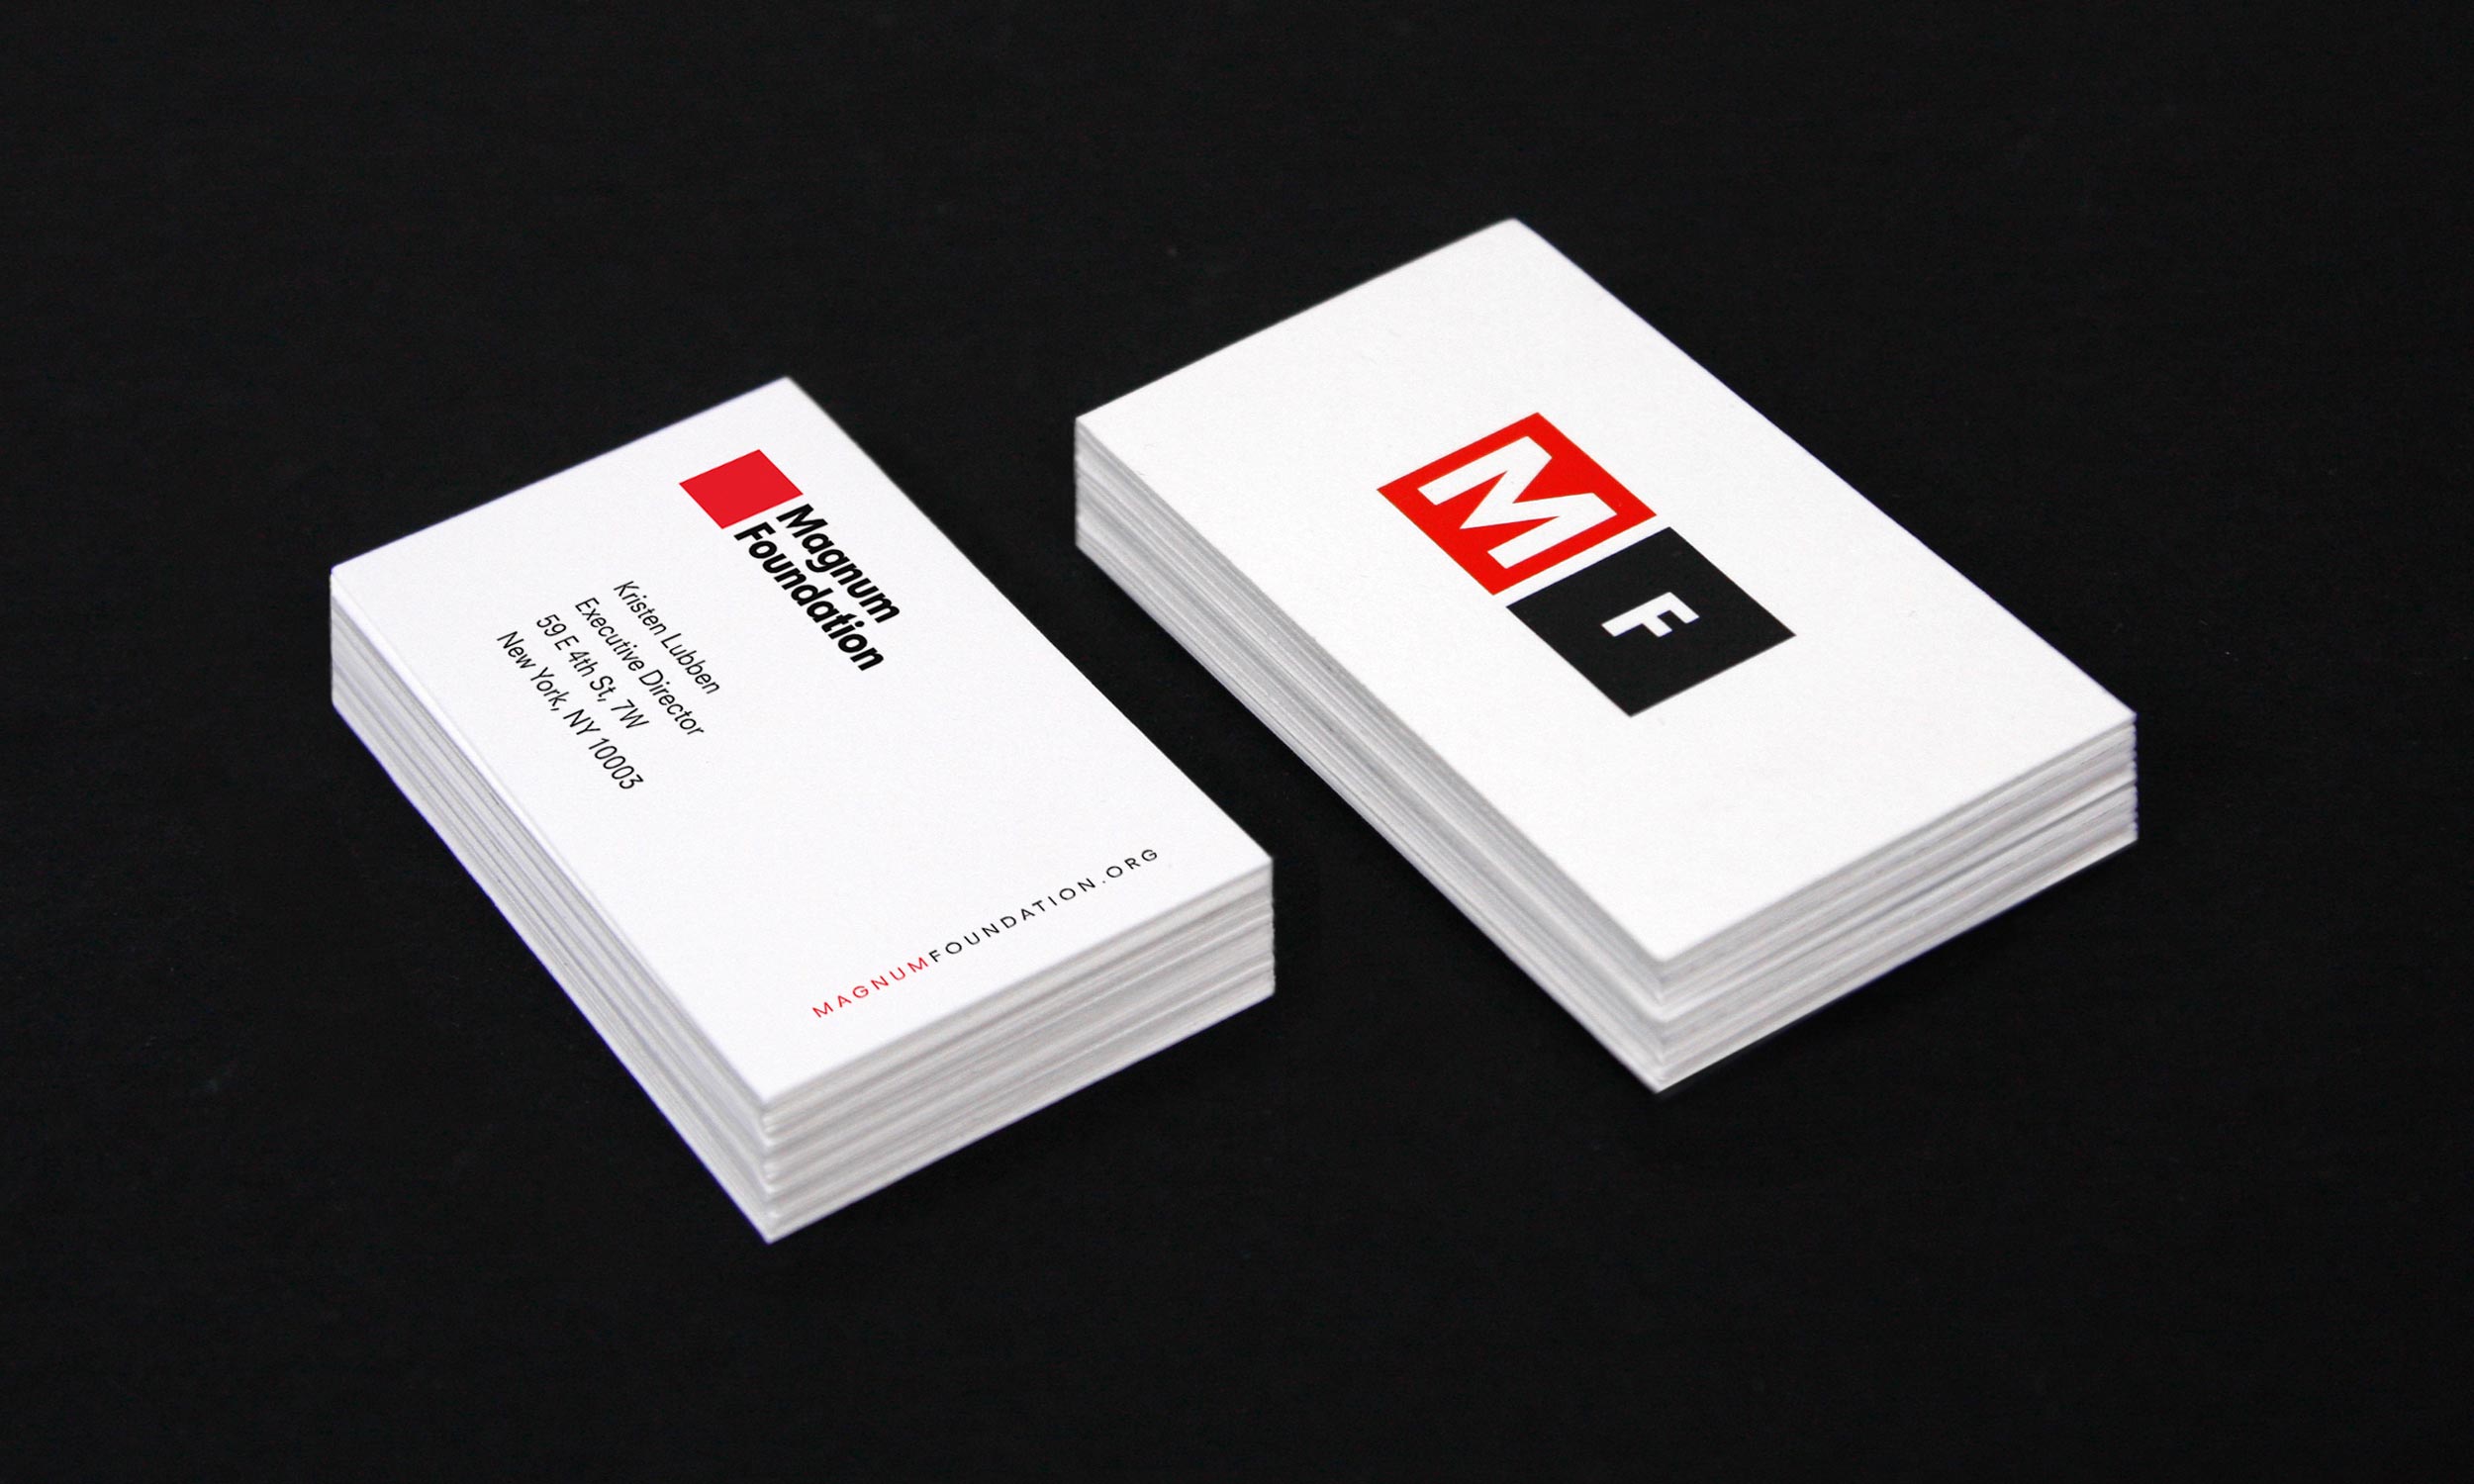 Magnum
Foundation
Kristen Lubben
Executive Director
59 E 4th St, 7W
New York, NY 10003
MAGNUMFOUNDATION.ORG
M
F